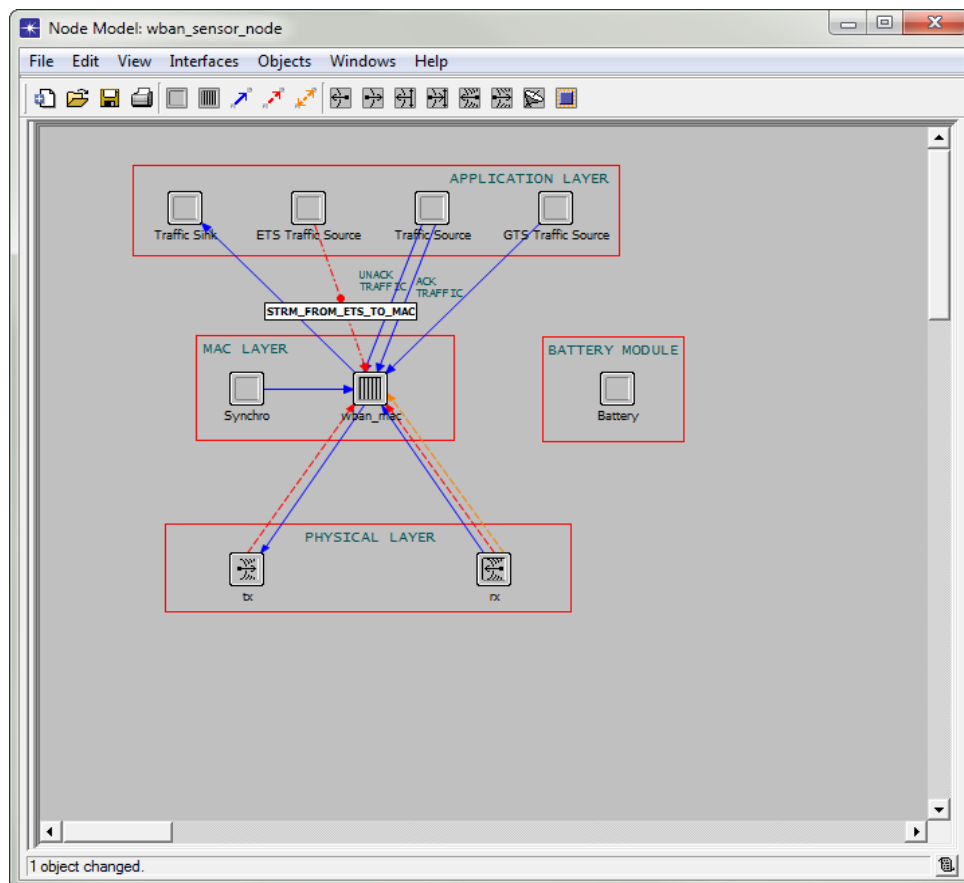 Node Model: wban_sensor_node
File Edit View Interfaces Objects Windows Help
APPLICATION LAYER
Traffic Sink ETS Traffic Source Traffic Source GTS Traffic Source
UNACK
TRAFFIC
ACK
TRAFFIC
STRM_FROM_ETS_TO_MAC
MAC LAYER
BATTERY MODULE
Synchro wban_mac Battery
PHYSICAL LAYER
tx rx
1 object changed.